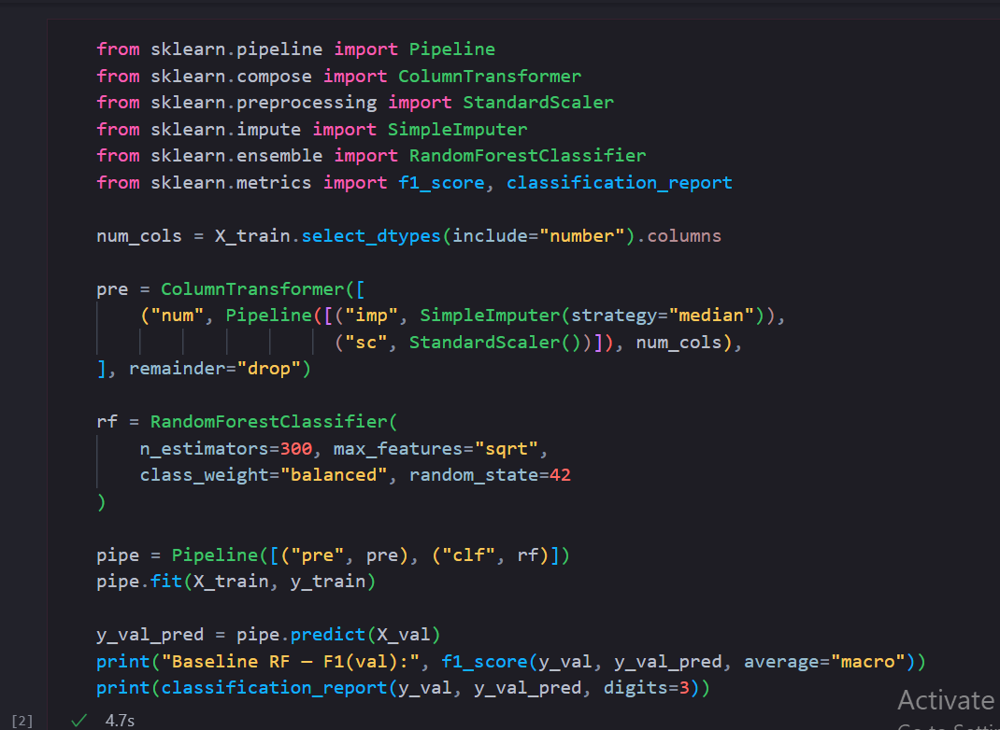 from sklearn.pipeline import Pipeline
from sklearn.compose import ColumnTransformer
from sklearn.preprocessing import StandardScaler
from sklearn.impute import SimpleImputer
from sklearn.ensemble import RandomForestClassifier
from sklearn.metrics import f1_score, classification_report
num_cols = X_train.select_dtypes(include="number").columns
pre = ColumnTransformer([
("num", Pipeline([("imp", SimpleImputer(strategy="median")),
("sc", StandardScaler())]), num_cols),
], remainder="drop")
rf = RandomForestClassifier(
n_estimators=300, max_features="sqrt",
class_weight="balanced", random_state=42
)
pipe = Pipeline([("pre", pre), ("clf", rf)])
pipe.fit(X_train, y_train)
y_val_pred = pipe.predict(X_val)
print("Baseline RF — F1(val):", f1_score(y_val, y_val_pred, average="macro"))
print(classification_report(y_val, y_val_pred, digits=3))
Activate
[2] ✓ 4.7s
Go to Setti